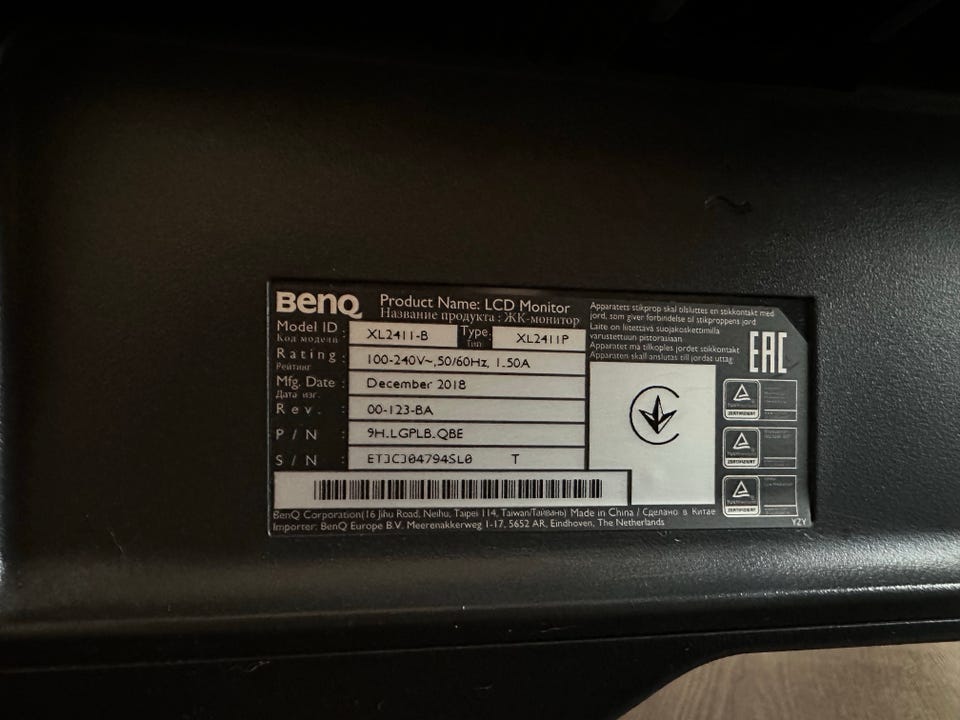 BenQ
Product Name: LCD Monitor
Название продукта : ЖК-монитор
Model ID : XL2411-B Type : XL2411P
Код модели Тип
Rating : 100-240V~,50/60Hz, 1.50A
Рейтинг
Mfg. Date : December 2018
Дата изг.
Rev. : 00-123-BA
P/N : 9H.LGPLB.QBE
S/N : ET3CJ04794SL0 T
BenQ Corporation(16 Jihu Road, Neihu, Taipei 114, Taiwan/Тайвань) Made in China / Сделано в Китае
Importer: BenQ Europe B.V. Meerenakkerweg 1-17, 5652 AR, Eindhoven, The Netherlands
Apparatets stikprop skal tilsluttes en stikkontakt med
jord, som giver forbindelse til stikproppens jord
Laite on liitettävä suojakoskettimilla
varustettuun pistorasiaan
Apparatet må tilkoples jordet stikkontakt
Apparaten skall anslutas till jordat uttag
EAC
ZERTIFIZIERT
ZERTIFIZIERT
ZERTIFIZIERT
YZY